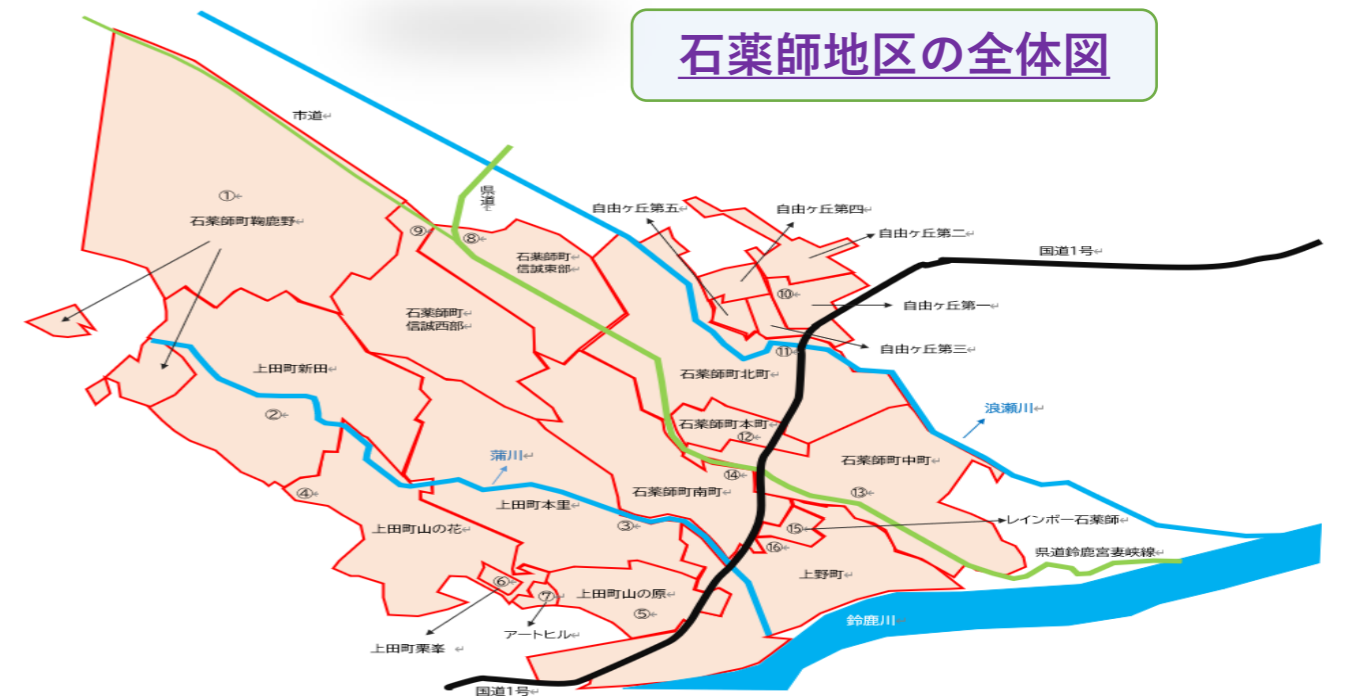 石薬師地区の全体図
市道
県道
①
石薬師町鞠鹿野
⑨
⑧
石薬師町
信誠東部
自由ヶ丘第五
自由ヶ丘第四
自由ヶ丘第二
国道1号
⑩
自由ヶ丘第一
石薬師町
信誠西部
自由ヶ丘第三
⑪
上田町新田
石薬師町北町
②
浪瀬川
石薬師町本町
⑫
蒲川
石薬師町中町
⑭
④
石薬師町南町
⑬
上田町本里
上田町山の花
③
⑮
レインボー石薬師
⑯
県道鈴鹿宮妻峡線
上野町
⑥
⑦
上田町山の原
⑤
鈴鹿川
アートヒル
上田町栗峯
国道1号